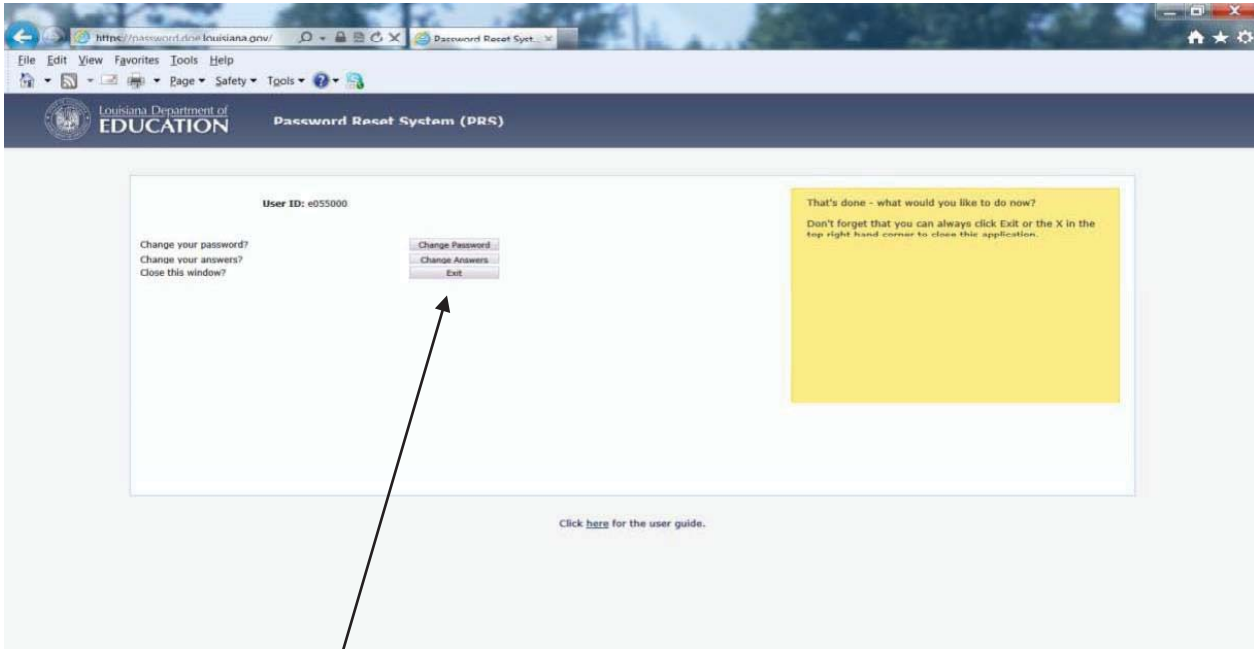 https://password.doe.louisiana.gov/
Password Reset Syst...
File Edit View Favorites Tools Help
Page Safety Tools
Louisiana Department of
EDUCATION
Password Reset System (PRS)
User ID: e055000
Change your password?
Change Password
Change your answers?
Change Answers
Close this window?
Exit
That's done - what would you like to do now?
Don't forget that you can always click Exit or the X in the
top right hand corner to close this application.
Click here for the user guide.